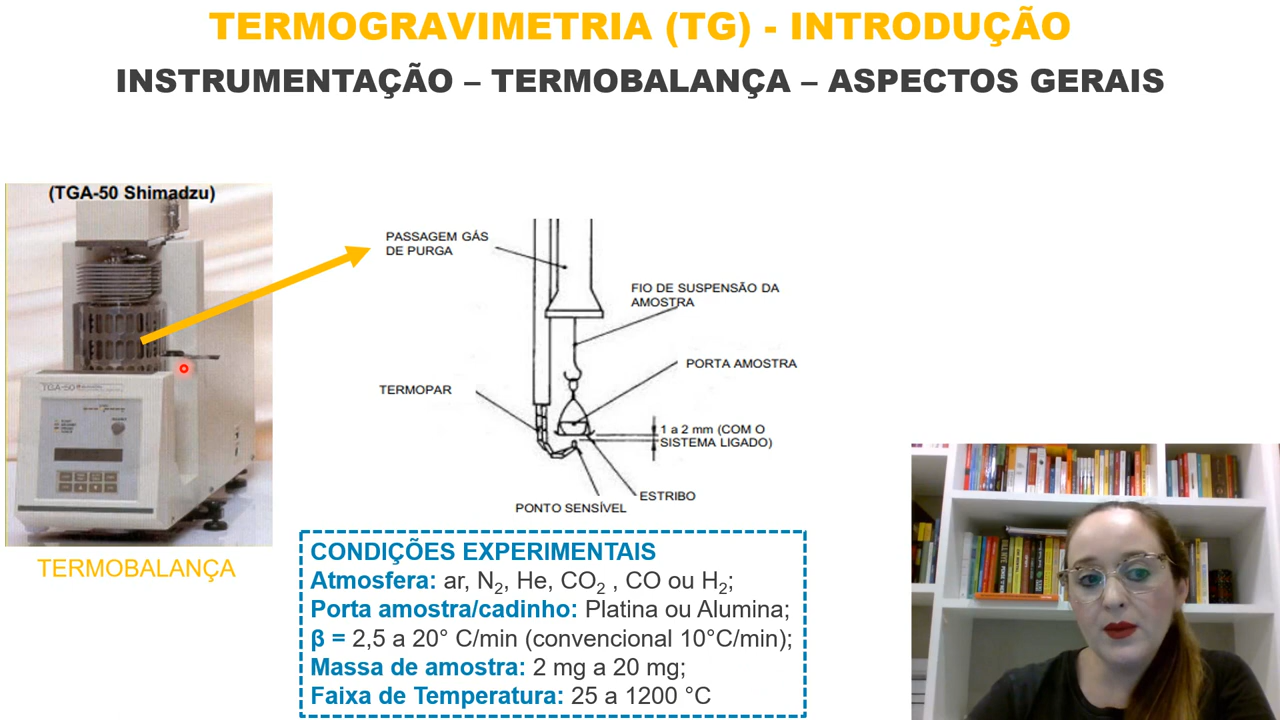 TERMOGRAVIMETRIA (TG) - INTRODUÇÃO
INSTRUMENTAÇÃO – TERMOBALANÇA – ASPECTOS GERAIS
(TGA-50 Shimadzu)
TGA-50
TERMOBALANÇA
PASSAGEM GÁS
DE PURGA
FIO DE SUSPENSÃO DA
AMOSTRA
PORTA AMOSTRA
TERMOPAR
1 a 2 mm (COM O
SISTEMA LIGADO)
ESTRIBO
PONTO SENSÍVEL
CONDIÇÕES EXPERIMENTAIS
Atmosfera: ar, N₂, He, CO₂ , CO ou H₂;
Porta amostra/cadinho: Platina ou Alumina;
β = 2,5 a 20° C/min (convencional 10°C/min);
Massa de amostra: 2 mg a 20 mg;
Faixa de Temperatura: 25 a 1200 °C